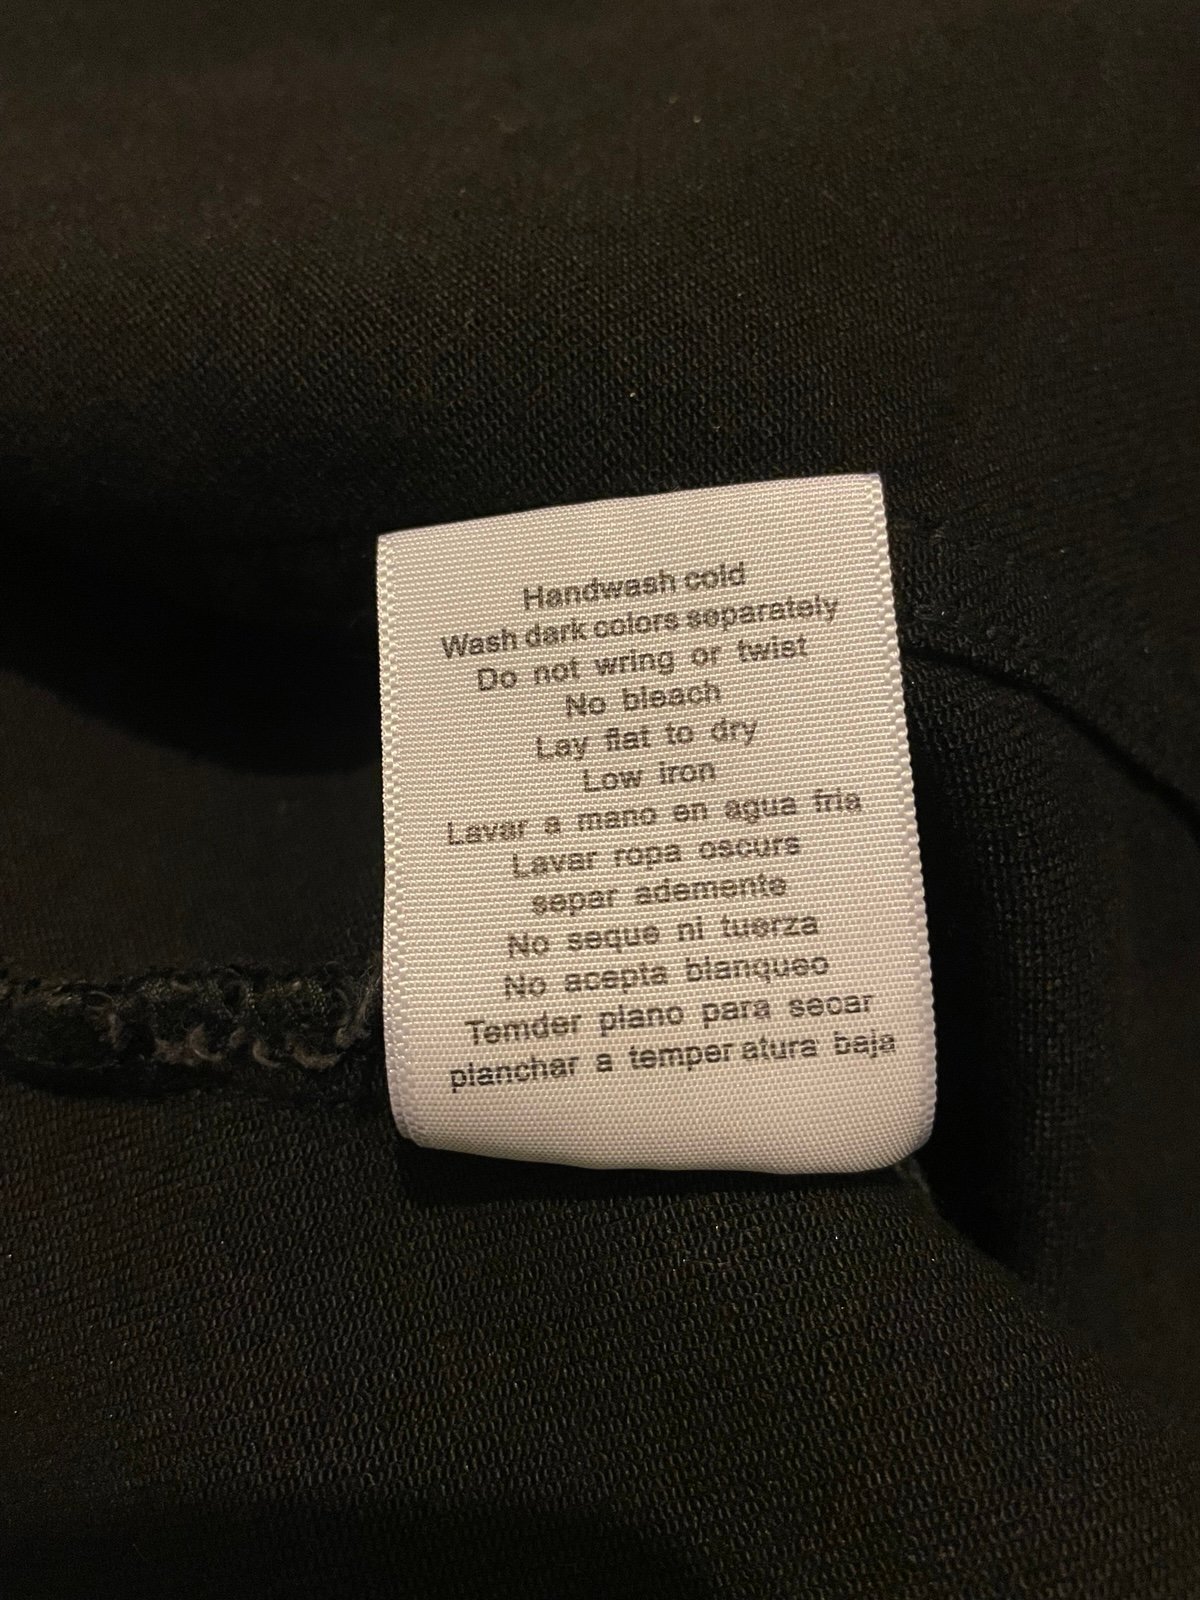 Handwash cold
Wash dark colors separately
Do not wring or twist
No bleach
Lay flat to dry
Low iron
Lavar a mano en agua fria
Lavar ropa oscurs
separ ademente
No seque ni tuerza
No acepta blanqueo
Temder plano para secar
planchar a temper atura baja